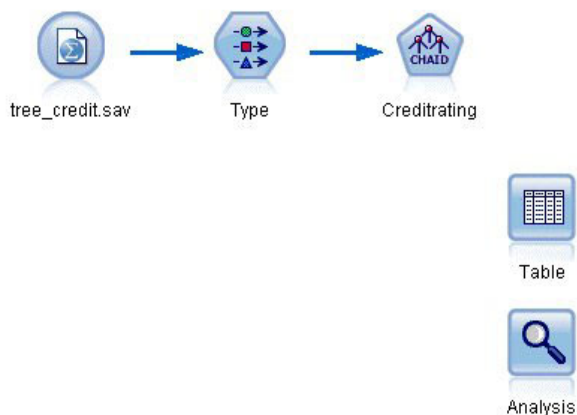 CHAID
tree_credit.sav
Type
Creditrating
Table
Analysis